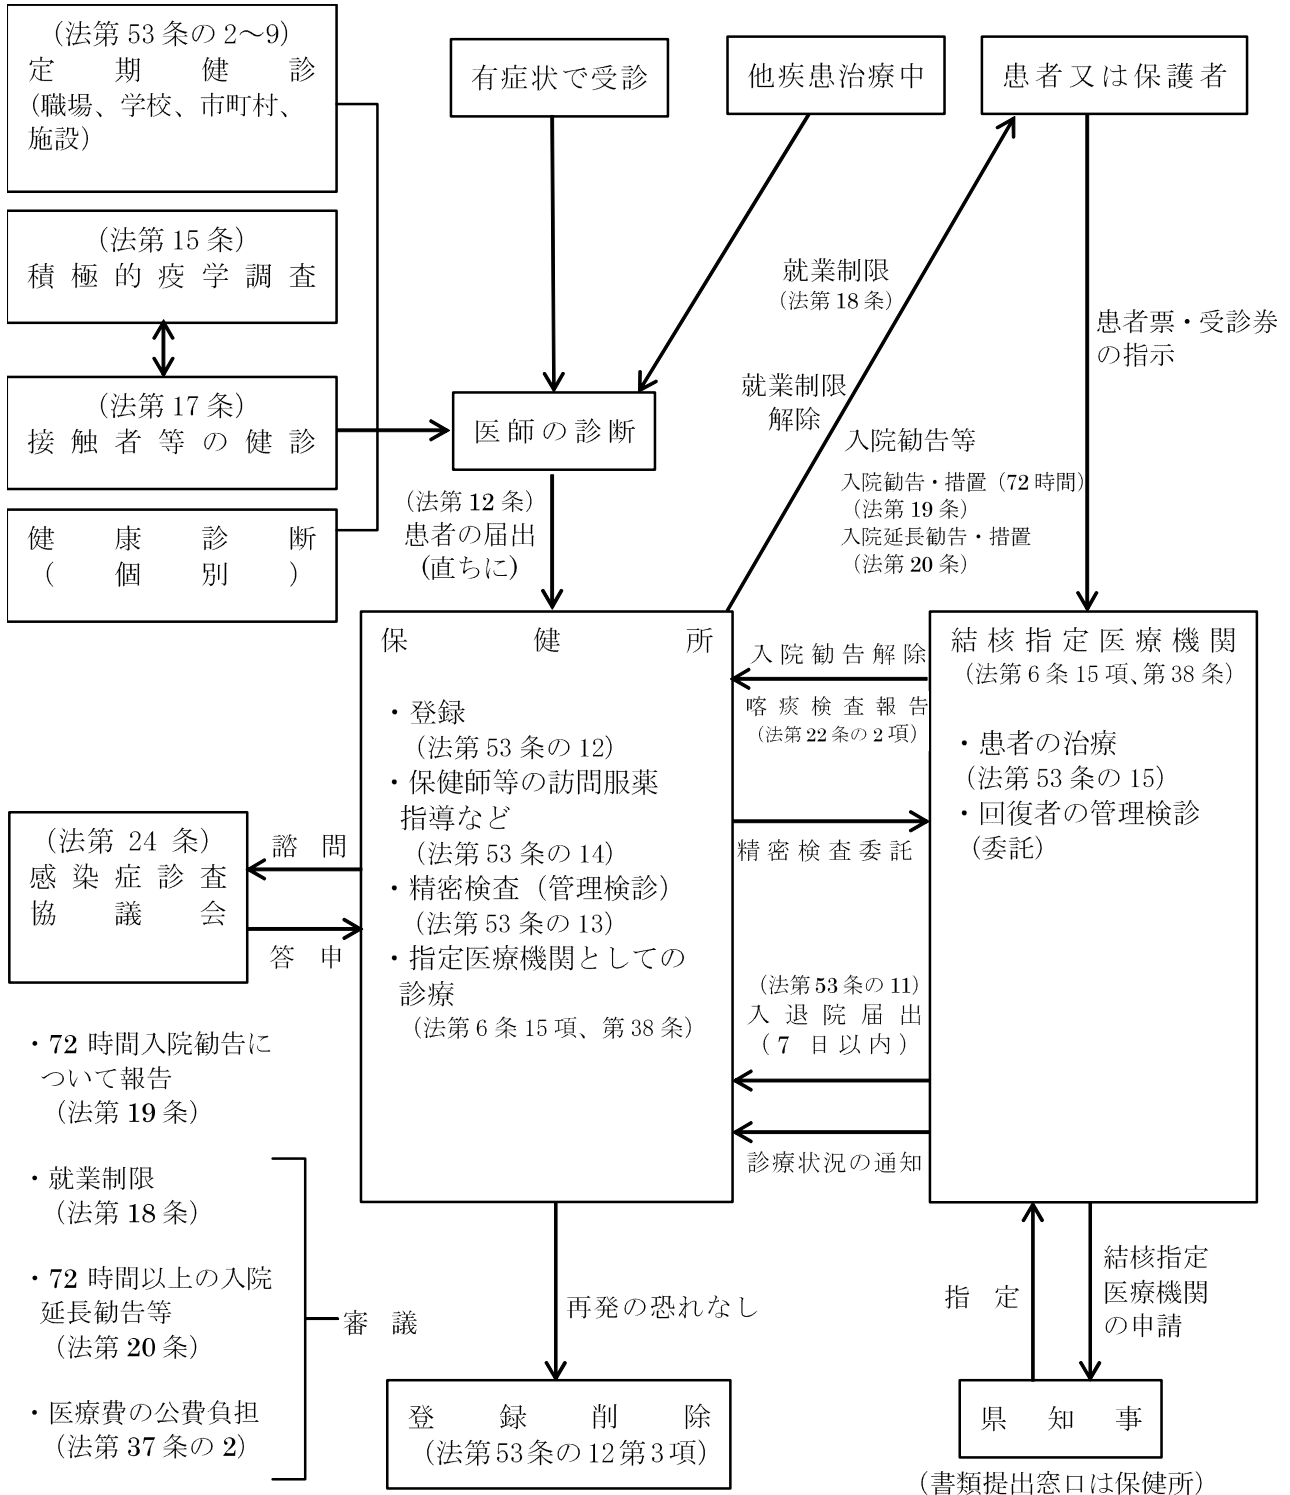 (法第 53 条の 2〜9)
定期健診
(職場、学校、市町村、
施設)
(法第 15 条)
積極的疫学調査
(法第 17 条)
接触者等の健診
健康診断
(個別)
有症状で受診
他疾患治療中
患者又は保護者
医師の診断
(法第 12 条)
患者の届出
(直ちに)
就業制限
(法第 18 条)
就業制限
解除
入院勧告等
入院勧告・措置 (72 時間)
(法第 19 条)
入院延長勧告・措置
(法第 20 条)
患者票・受診券
の指示
保健所
・登録
(法第 53 条の 12)
・保健師等の訪問服薬
指導など
(法第 53 条の 14)
・精密検査 (管理検診)
(法第 53 条の 13)
・指定医療機関としての
診療
(法第 6 条 15 項、第 38 条)
入院勧告解除
喀痰検査報告
(法第 22 条の 2 項)
精密検査委託
(法第 53 条の 11)
入退院届出
(7 日以内)
診療状況の通知
結核指定医療機関
(法第 6 条 15 項、第 38 条)
・患者の治療
(法第 53 条の 15)
・回復者の管理検診
(委託)
(法第 24 条)
感染症診査
協議会
諮問
答申
・72 時間入院勧告に
ついて報告
(法第 19 条)
・就業制限
(法第 18 条)
・72 時間以上の入院
延長勧告等
(法第 20 条)
・医療費の公費負担
(法第 37 条の 2)
審議
再発の恐れなし
登録削除
(法第 53 条の 12 第 3 項)
指定
結核指定
医療機関
の申請
県知事
(書類提出窓口は保健所)